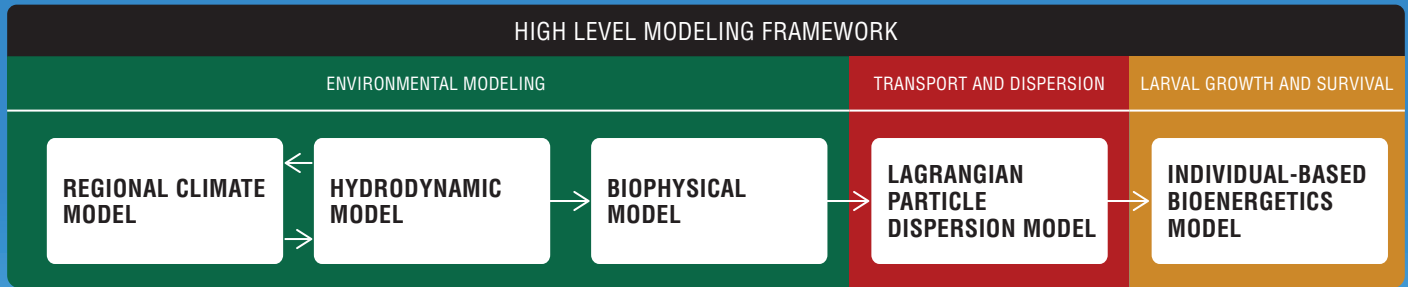 HIGH LEVEL MODELING FRAMEWORK
ENVIRONMENTAL MODELING
TRANSPORT AND DISPERSION
LARVAL GROWTH AND SURVIVAL
REGIONAL CLIMATE
MODEL
HYDRODYNAMIC
MODEL
BIOPHYSICAL
MODEL
LAGRANGIAN
PARTICLE
DISPERSION MODEL
INDIVIDUAL-BASED
BIOENERGETICS
MODEL